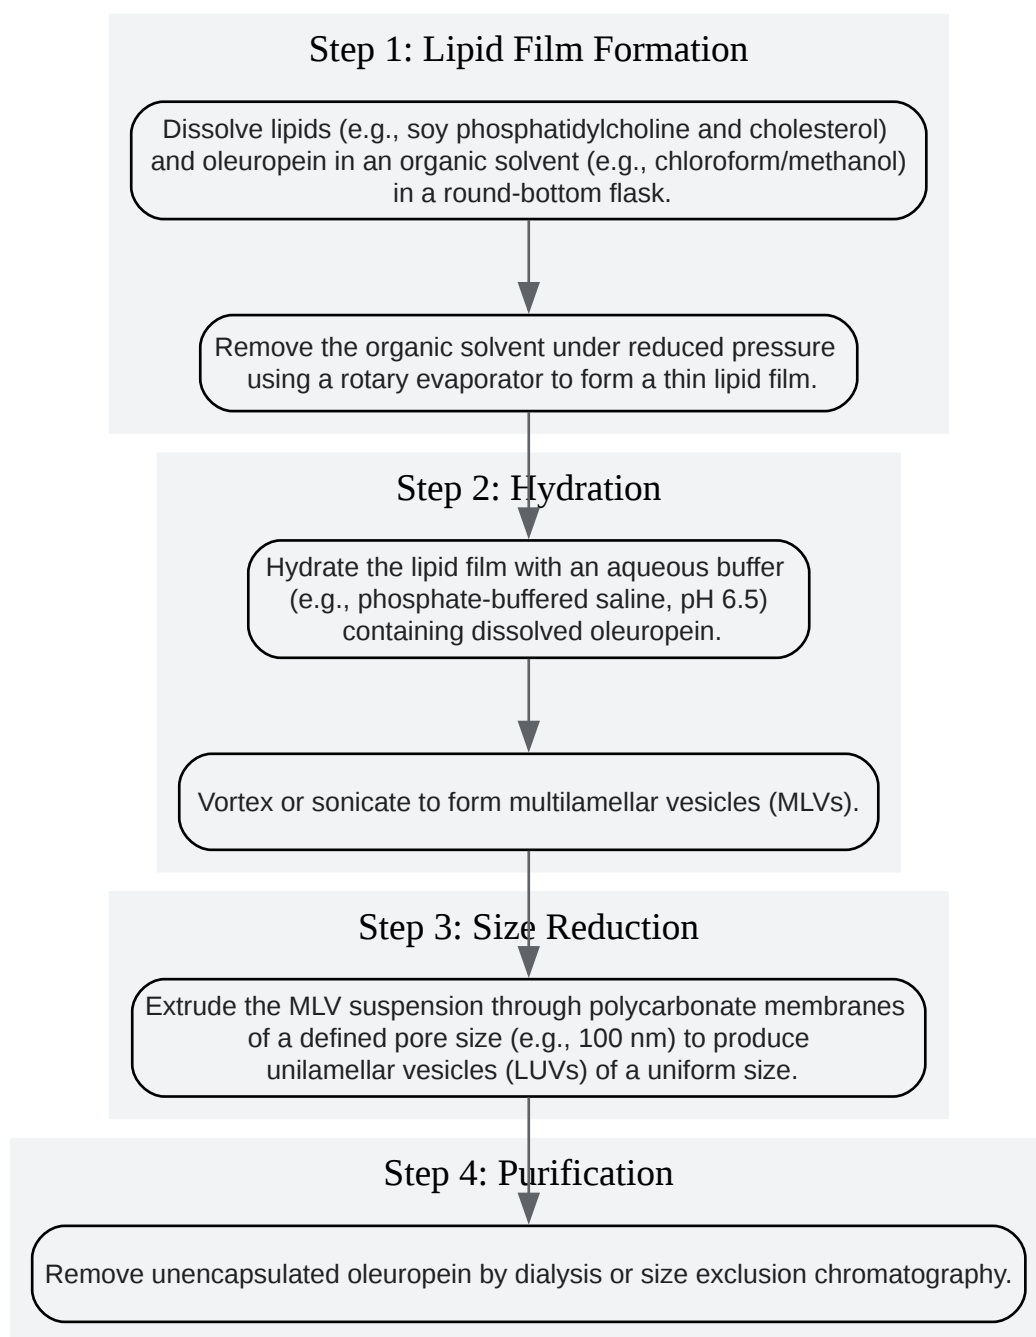 Step 1: Lipid Film Formation
Dissolve lipids (e.g., soy phosphatidylcholine and cholesterol)
and oleuropein in an organic solvent (e.g., chloroform/methanol)
in a round-bottom flask.
Remove the organic solvent under reduced pressure
using a rotary evaporator to form a thin lipid film.
Step 2: Hydration
Hydrate the lipid film with an aqueous buffer
(e.g., phosphate-buffered saline, pH 6.5)
containing dissolved oleuropein.
Vortex or sonicate to form multilamellar vesicles (MLVs).
Step 3: Size Reduction
Extrude the MLV suspension through polycarbonate membranes
of a defined pore size (e.g., 100 nm) to produce
unilamellar vesicles (LUVs) of a uniform size.
Step 4: Purification
Remove unencapsulated oleuropein by dialysis or size exclusion chromatography.